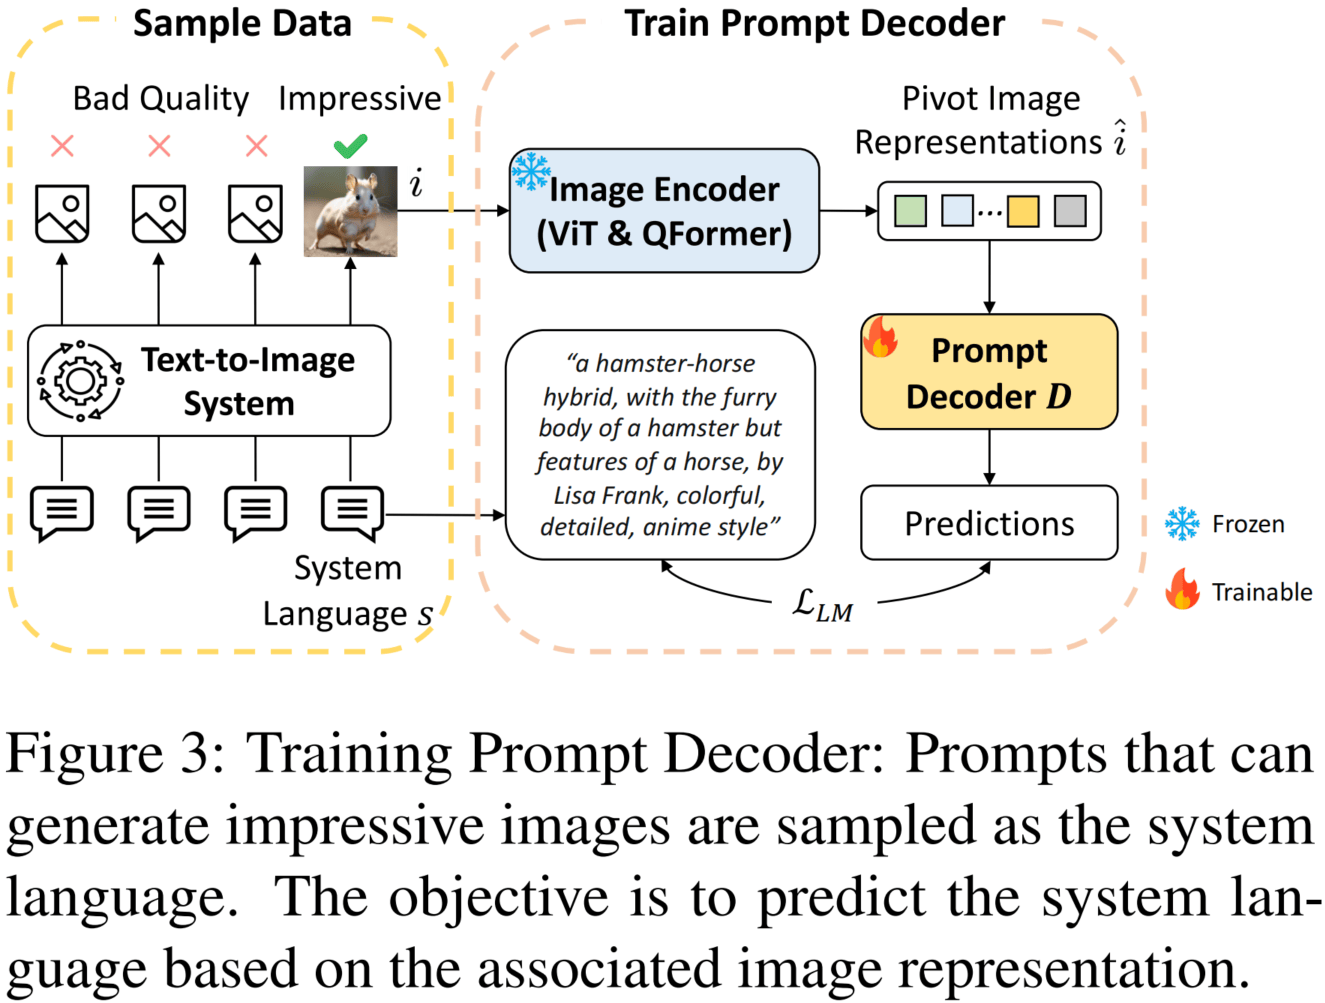 Sample Data
Train Prompt Decoder
Bad Quality
Impressive
i
Text-to-Image
System
System
Language s
Image Encoder
(ViT & QFormer)
Pivot Image
Representations î
...
Prompt
Decoder D
Predictions
“a hamster-horse
hybrid, with the furry
body of a hamster but
features of a horse, by
Lisa Frank, colorful,
detailed, anime style”
ℒLM
Frozen
Trainable
Figure 3: Training Prompt Decoder: Prompts that can
generate impressive images are sampled as the system
language. The objective is to predict the system lan-
guage based on the associated image representation.